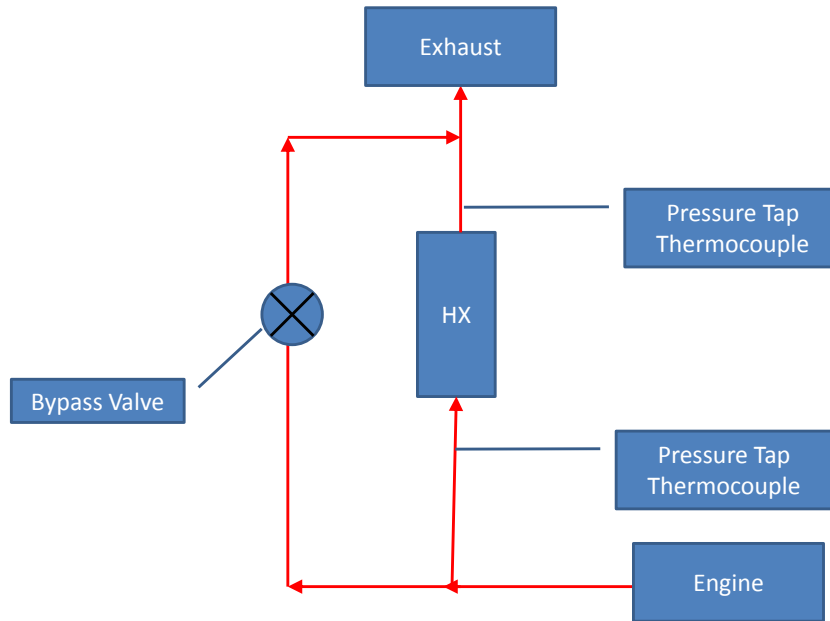 Exhaust
Pressure Tap
Thermocouple
HX
Bypass Valve
Pressure Tap
Thermocouple
Engine